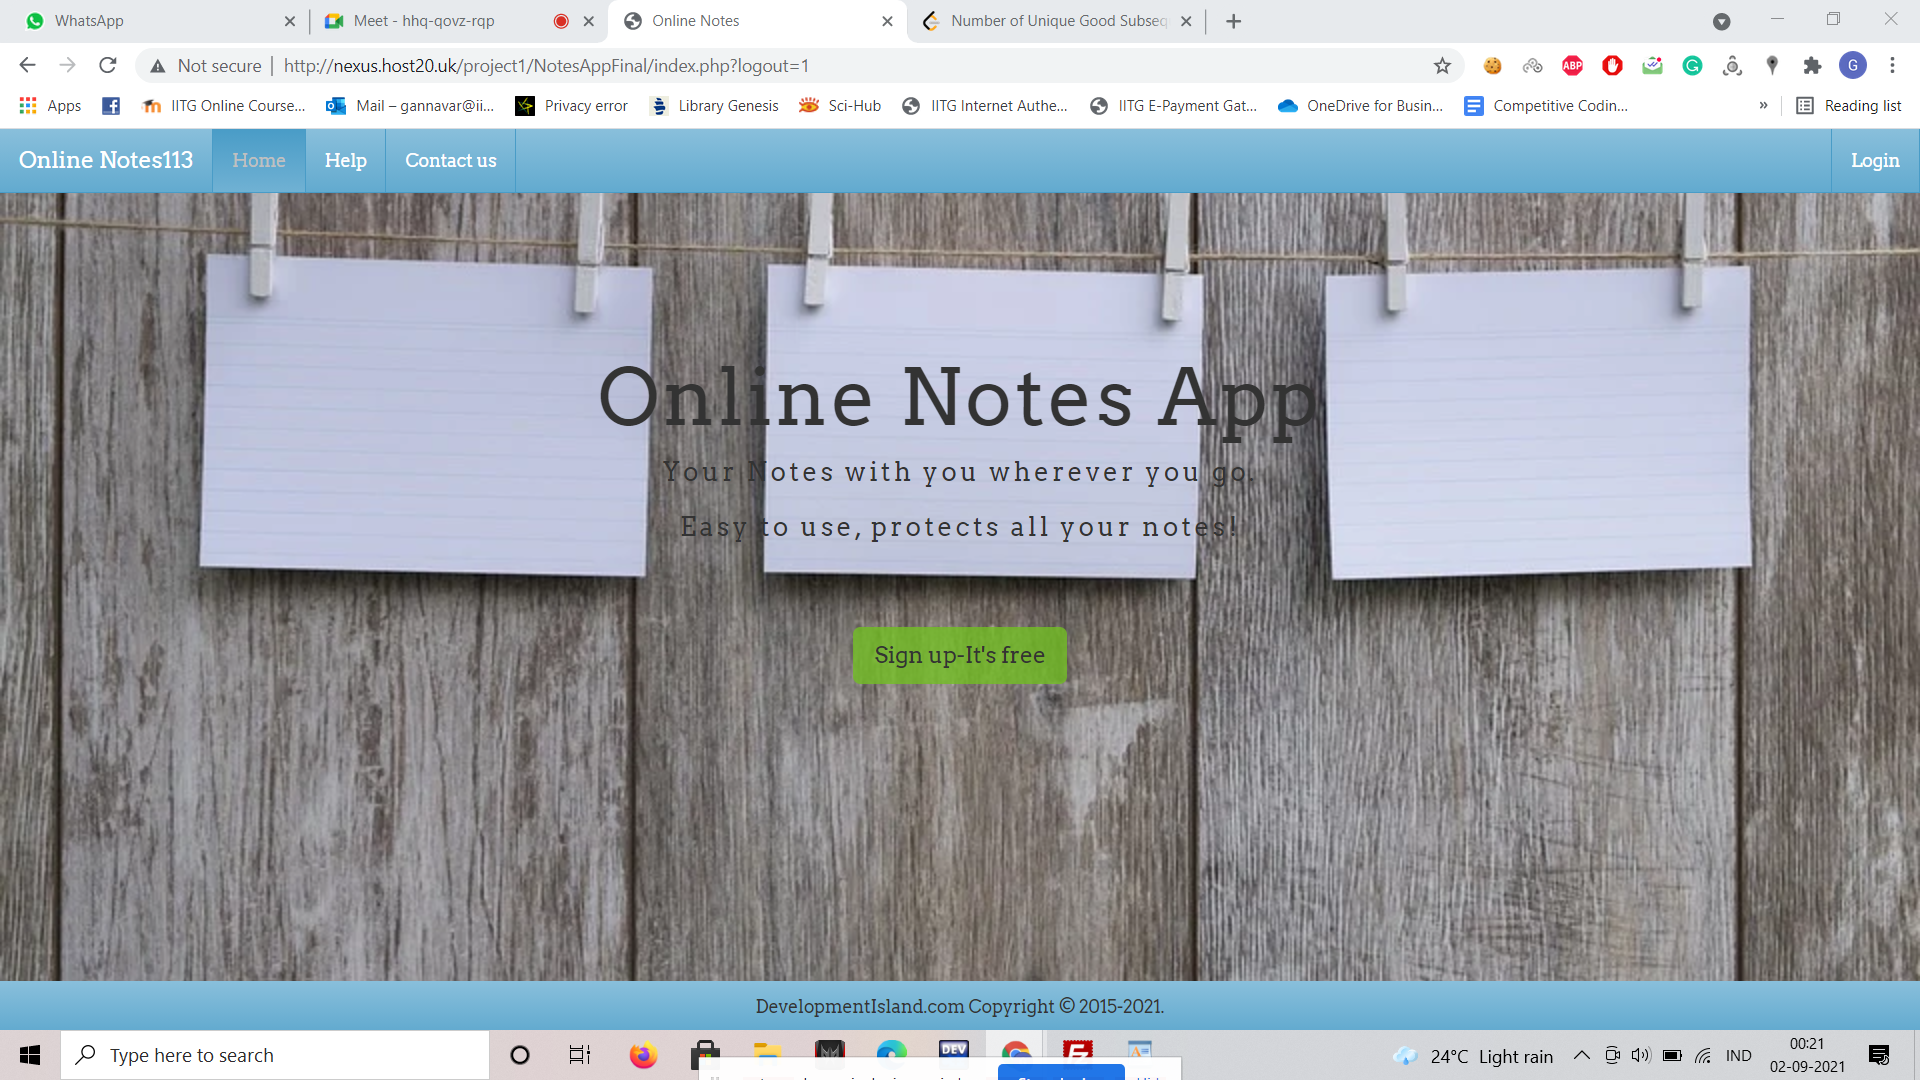 WhatsApp
Meet - hhq-qovz-rqp
Online Notes
Number of Unique Good Subseq
Not secure
http://nexus.host20.uk/project1/NotesAppFinal/index.php?logout=1
ABP
G
Apps
IITG Online Course...
Mail – gannavar@ii...
Privacy error
Library Genesis
Sci-Hub
IITG Internet Authe...
IITG E-Payment Gat...
OneDrive for Busin...
Competitive Codin...
»
Reading list
Online Notes113
Home
Help
Contact us
Login
Online Notes App
Your Notes with you wherever you go.
Easy to use, protects all your notes!
Sign up-It's free
DevelopmentIsland.com Copyright © 2015-2021.
Type here to search
DEV
24°C Light rain
IND
00:21
02-09-2021